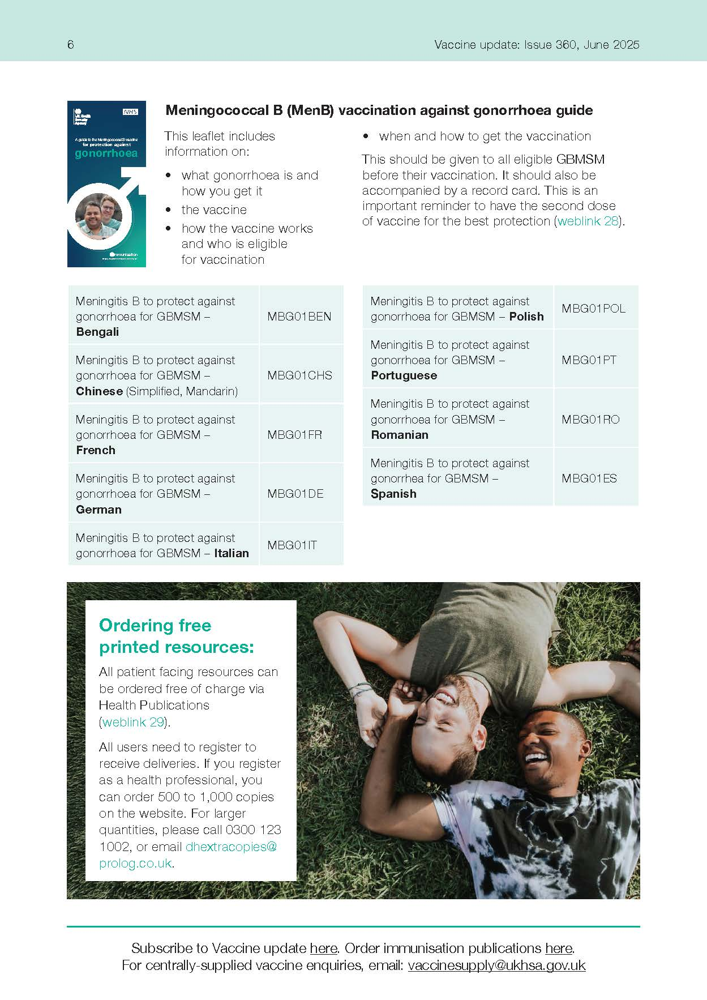 6
Vaccine update: Issue 360, June 2025
UK Health
Security
Agency
NHS
A guide to the Meningococcal B vaccine
for protection against
gonorrhoea
immunisation
Meningococcal B (MenB) vaccination against gonorrhoea guide
This leaflet includes
information on:
• what gonorrhoea is and
how you get it
• the vaccine
• how the vaccine works
and who is eligible
for vaccination
• when and how to get the vaccination
This should be given to all eligible GBMSM
before their vaccination. It should also be
accompanied by a record card. This is an
important reminder to have the second dose
of vaccine for the best protection (weblink 28).
Meningitis B to protect against
gonorrhoea for GBMSM –
Bengali
MBG01BEN
Meningitis B to protect against
gonorrhoea for GBMSM –
Chinese (Simplified, Mandarin)
MBG01CHS
Meningitis B to protect against
gonorrhoea for GBMSM –
French
MBG01FR
Meningitis B to protect against
gonorrhoea for GBMSM –
German
MBG01DE
Meningitis B to protect against
gonorrhoea for GBMSM – Italian
MBG01IT
Meningitis B to protect against
gonorrhoea for GBMSM – Polish
MBG01POL
Meningitis B to protect against
gonorrhoea for GBMSM –
Portuguese
MBG01PT
Meningitis B to protect against
gonorrhoea for GBMSM –
Romanian
MBG01RO
Meningitis B to protect against
gonorrhea for GBMSM –
Spanish
MBG01ES
Ordering free
printed resources:
All patient facing resources can
be ordered free of charge via
Health Publications
(weblink 29).
All users need to register to
receive deliveries. If you register
as a health professional, you
can order 500 to 1,000 copies
on the website. For larger
quantities, please call 0300 123
1002, or email dhextracopies@
prolog.co.uk.
Subscribe to Vaccine update here. Order immunisation publications here.
For centrally-supplied vaccine enquiries, email: vaccinesupply@ukhsa.gov.uk